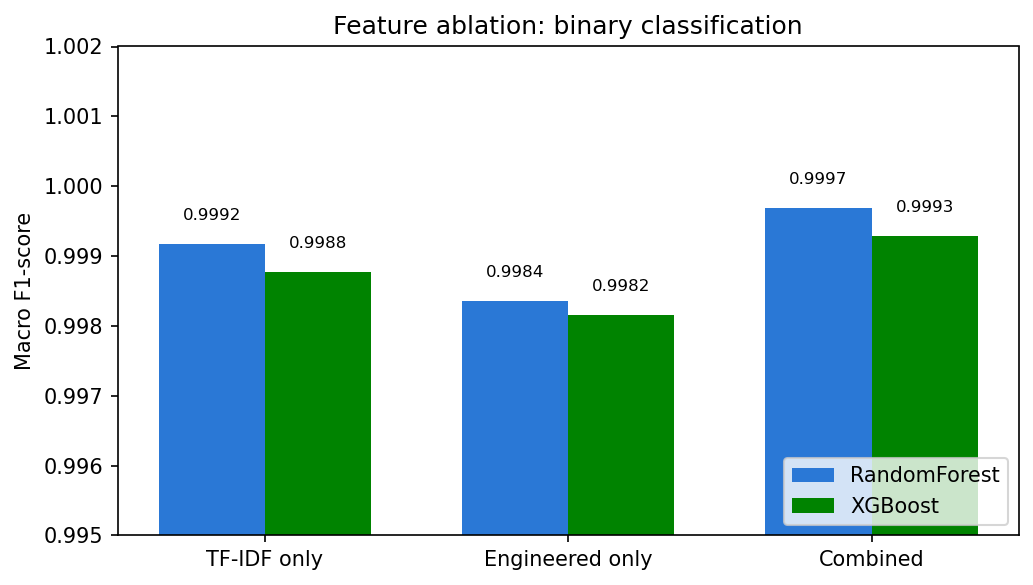 Feature ablation: binary classification
1.002
1.001
1.000
0.999
0.998
0.997
0.996
0.995
Macro F1-score
0.9992
0.9988
0.9984
0.9982
0.9997
0.9993
RandomForest
XGBoost
TF-IDF only
Engineered only
Combined